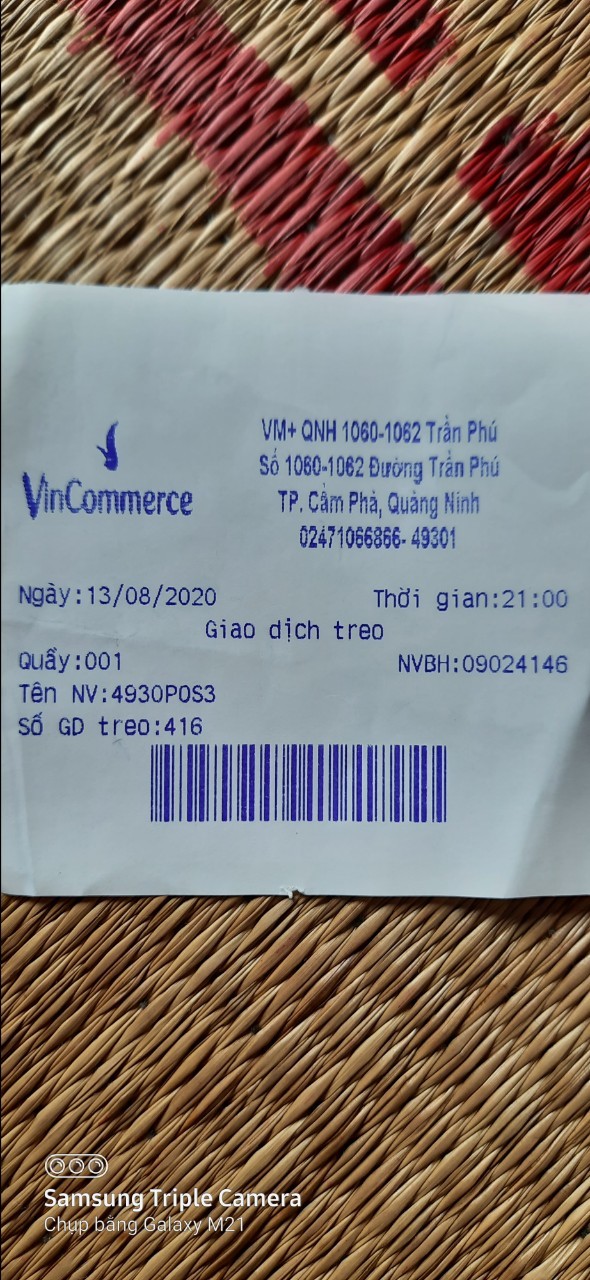 VinCommerce
VM+ QNH 1060-1062 Trần Phú
Số 1060-1062 Đường Trần Phú
TP. Cẩm Phả, Quảng Ninh
02471066866- 49301
Ngày:13/08/2020 Thời gian:21:00
Giao dịch treo
Quầy:001 NVBH:09024146
Tên NV:4930POS3
Số GD treo:416
Samsung Triple Camera
Chụp bằng Galaxy M21